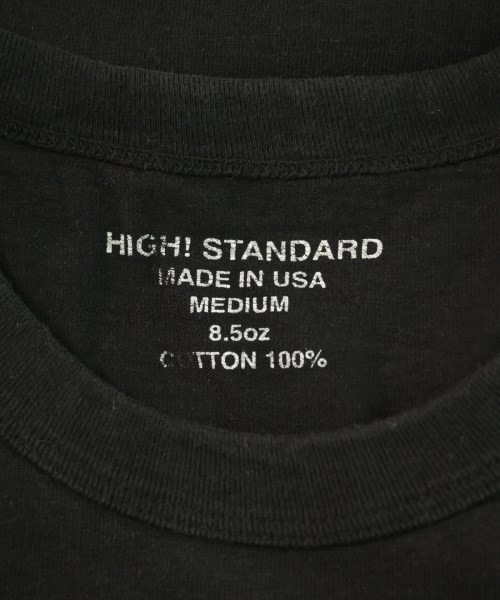 HIGH! STANDARD
MADE IN USA
MEDIUM
8.5oz
COTTON 100%